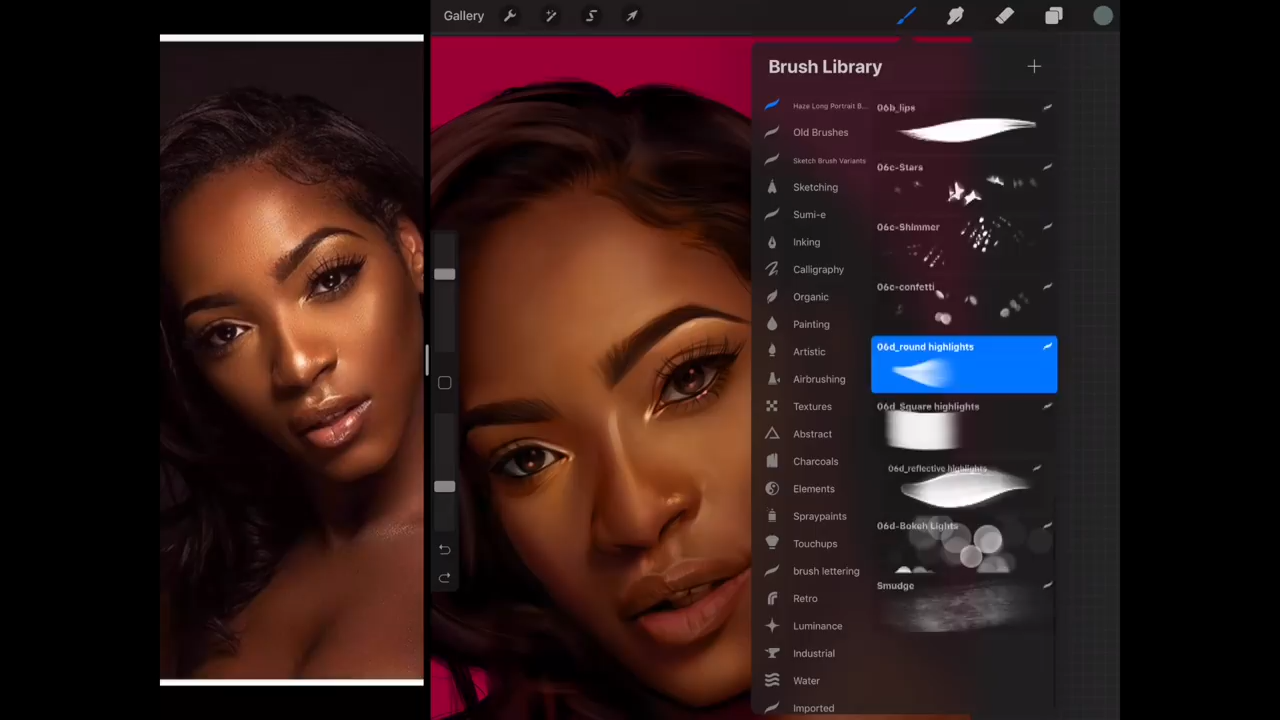 Gallery
Brush Library
Haze Long Portrait B...
Old Brushes
Sketch Brush Variants
Sketching
Sumi-e
Inking
Calligraphy
Organic
Painting
Artistic
Airbrushing
Textures
Abstract
Charcoals
Elements
Spraypaints
Touchups
brush lettering
Retro
Luminance
Industrial
Water
Imported
06b_lips
06c-Stars
06c-Shimmer
06c-confetti
06d_round highlights
06d_Square highlights
06d_reflective highlights
06d-Bokeh Lights
Smudge